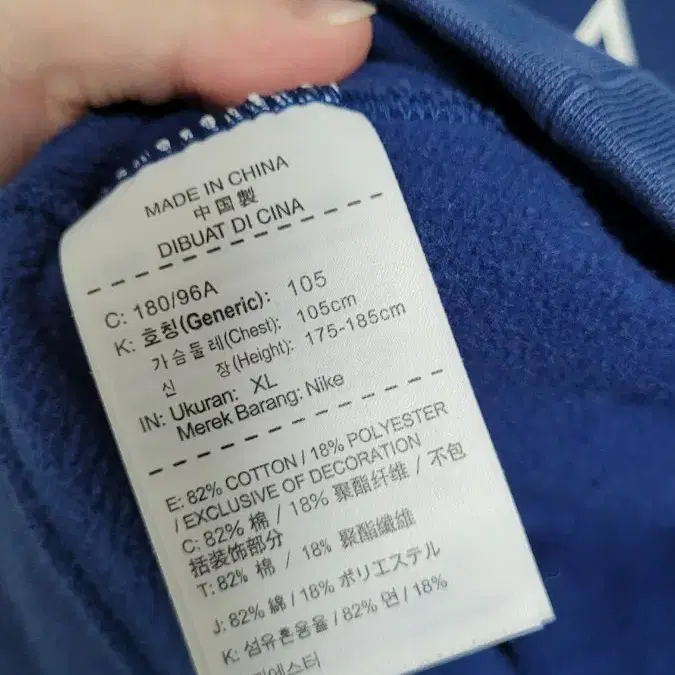 MADE IN CHINA
中国製
DIBUAT DI CINA
C: 180/96A
K: 호칭(Generic): 105
가슴둘레(Chest): 105cm
신 장(Height): 175-185cm
IN: Ukuran: XL
Merek Barang: Nike
E: 82% COTTON / 18% POLYESTER
/ EXCLUSIVE OF DECORATION
C: 82% 棉 / 18% 聚酯纤维 / 不包
括装饰部分
T: 82% 棉 / 18% 聚酯纖維
J: 82% 綿 / 18% ポリエステル
K: 섬유혼용율 / 82% 면 / 18%